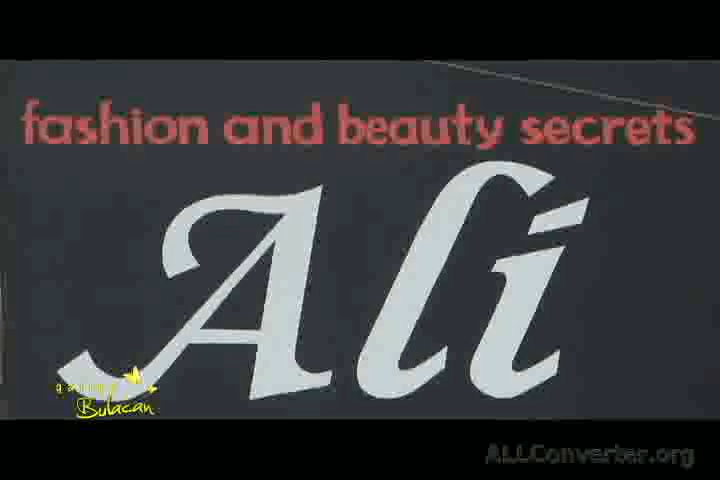 fashion and beauty secrets
Ali
Bulacan
ALLConverter.org